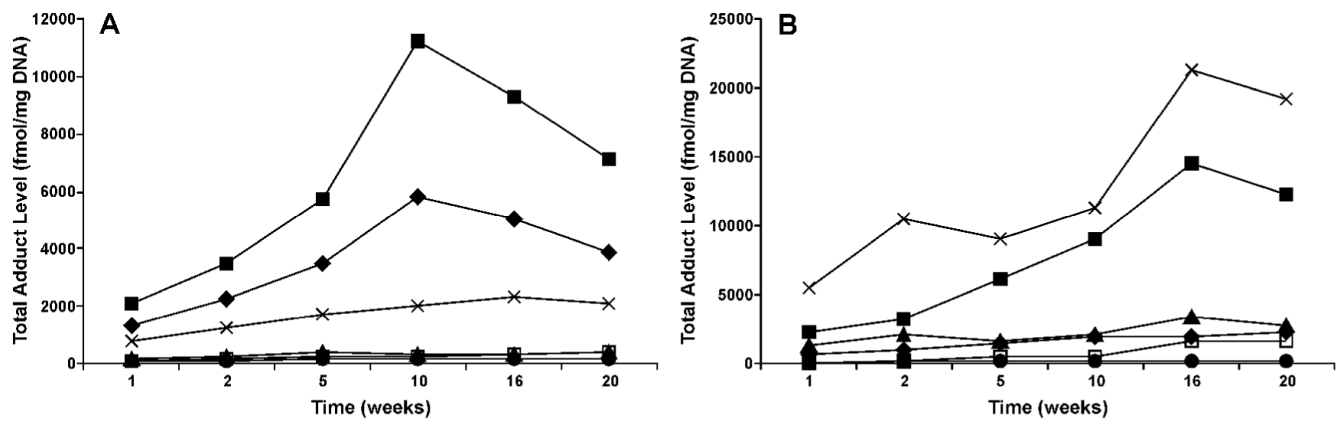 A
Total Adduct Level (fmol/mg DNA)
12000
10000
8000
6000
4000
2000
0
1 2 5 10 16 20
Time (weeks)
B
Total Adduct Level (fmol/mg DNA)
25000
20000
15000
10000
5000
0
1 2 5 10 16 20
Time (weeks)